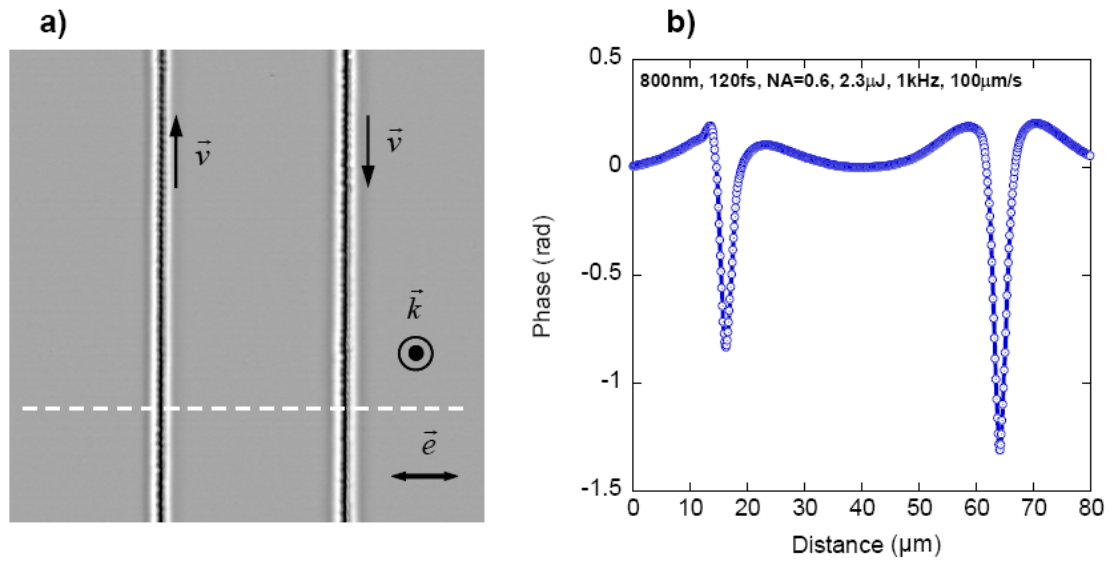 a)
b)
v
v
k
e
800nm, 120fs, NA=0.6, 2.3μJ, 1kHz, 100μm/s
0.5
0
-0.5
-1
-1.5
Phase (rad)
0 10 20 30 40 50 60 70 80
Distance (μm)